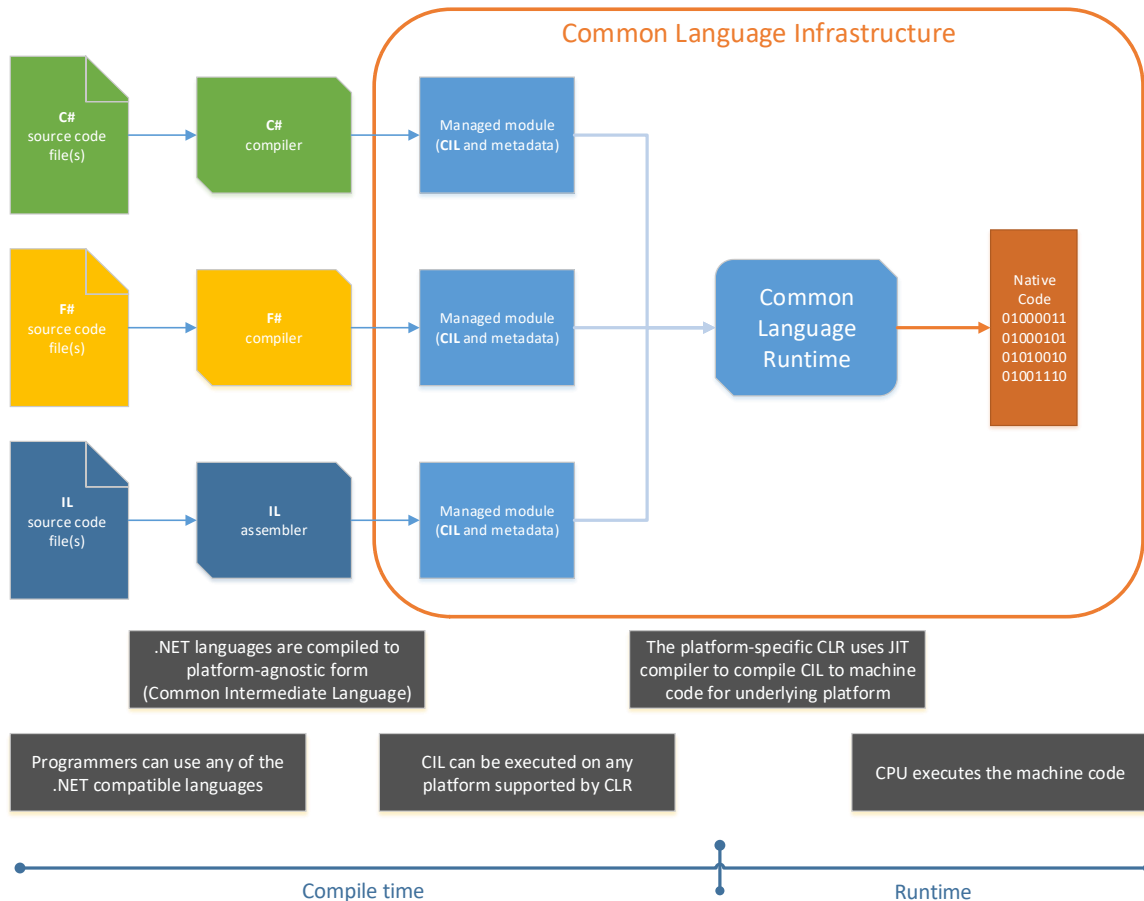 Common Language Infrastructure
C#
source code
file(s)
C#
compiler
Managed module
(CIL and metadata)
F#
source code
file(s)
F#
compiler
Managed module
(CIL and metadata)
Common
Language
Runtime
Native
Code
01000011
01000101
01010010
01001110
IL
source code
file(s)
IL
assembler
Managed module
(CIL and metadata)
.NET languages are compiled to
platform-agnostic form
(Common Intermediate Language)
The platform-specific CLR uses JIT
compiler to compile CIL to machine
code for underlying platform
Programmers can use any of the
.NET compatible languages
CIL can be executed on any
platform supported by CLR
CPU executes the machine code
Compile time
Runtime